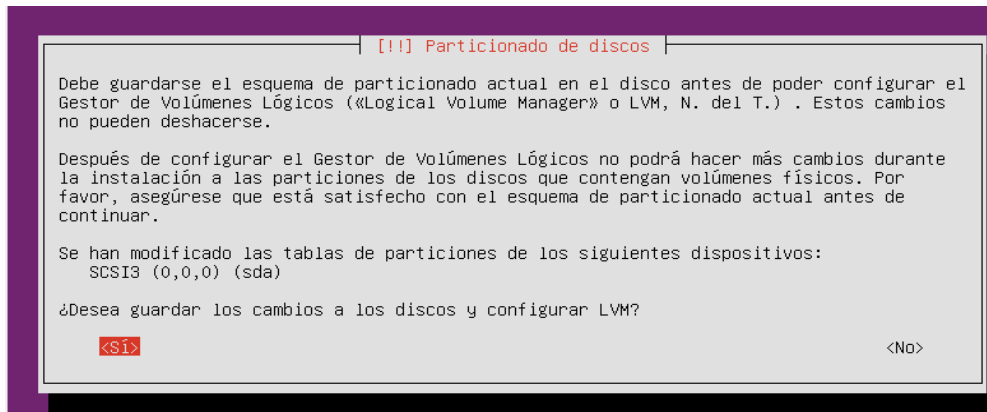 [!!] Particionado de discos
Debe guardarse el esquema de particionado actual en el disco antes de poder configurar el
Gestor de Volúmenes Lógicos («Logical Volume Manager» o LVM, N. del T.) . Estos cambios
no pueden deshacerse.
Después de configurar el Gestor de Volúmenes Lógicos no podrá hacer más cambios durante
la instalación a las particiones de los discos que contengan volúmenes físicos. Por
favor, asegúrese que está satisfecho con el esquema de particionado actual antes de
continuar.
Se han modificado las tablas de particiones de los siguientes dispositivos:
SCSI3 (0,0,0) (sda)
¿Desea guardar los cambios a los discos y configurar LVM?
<Sí> <No>